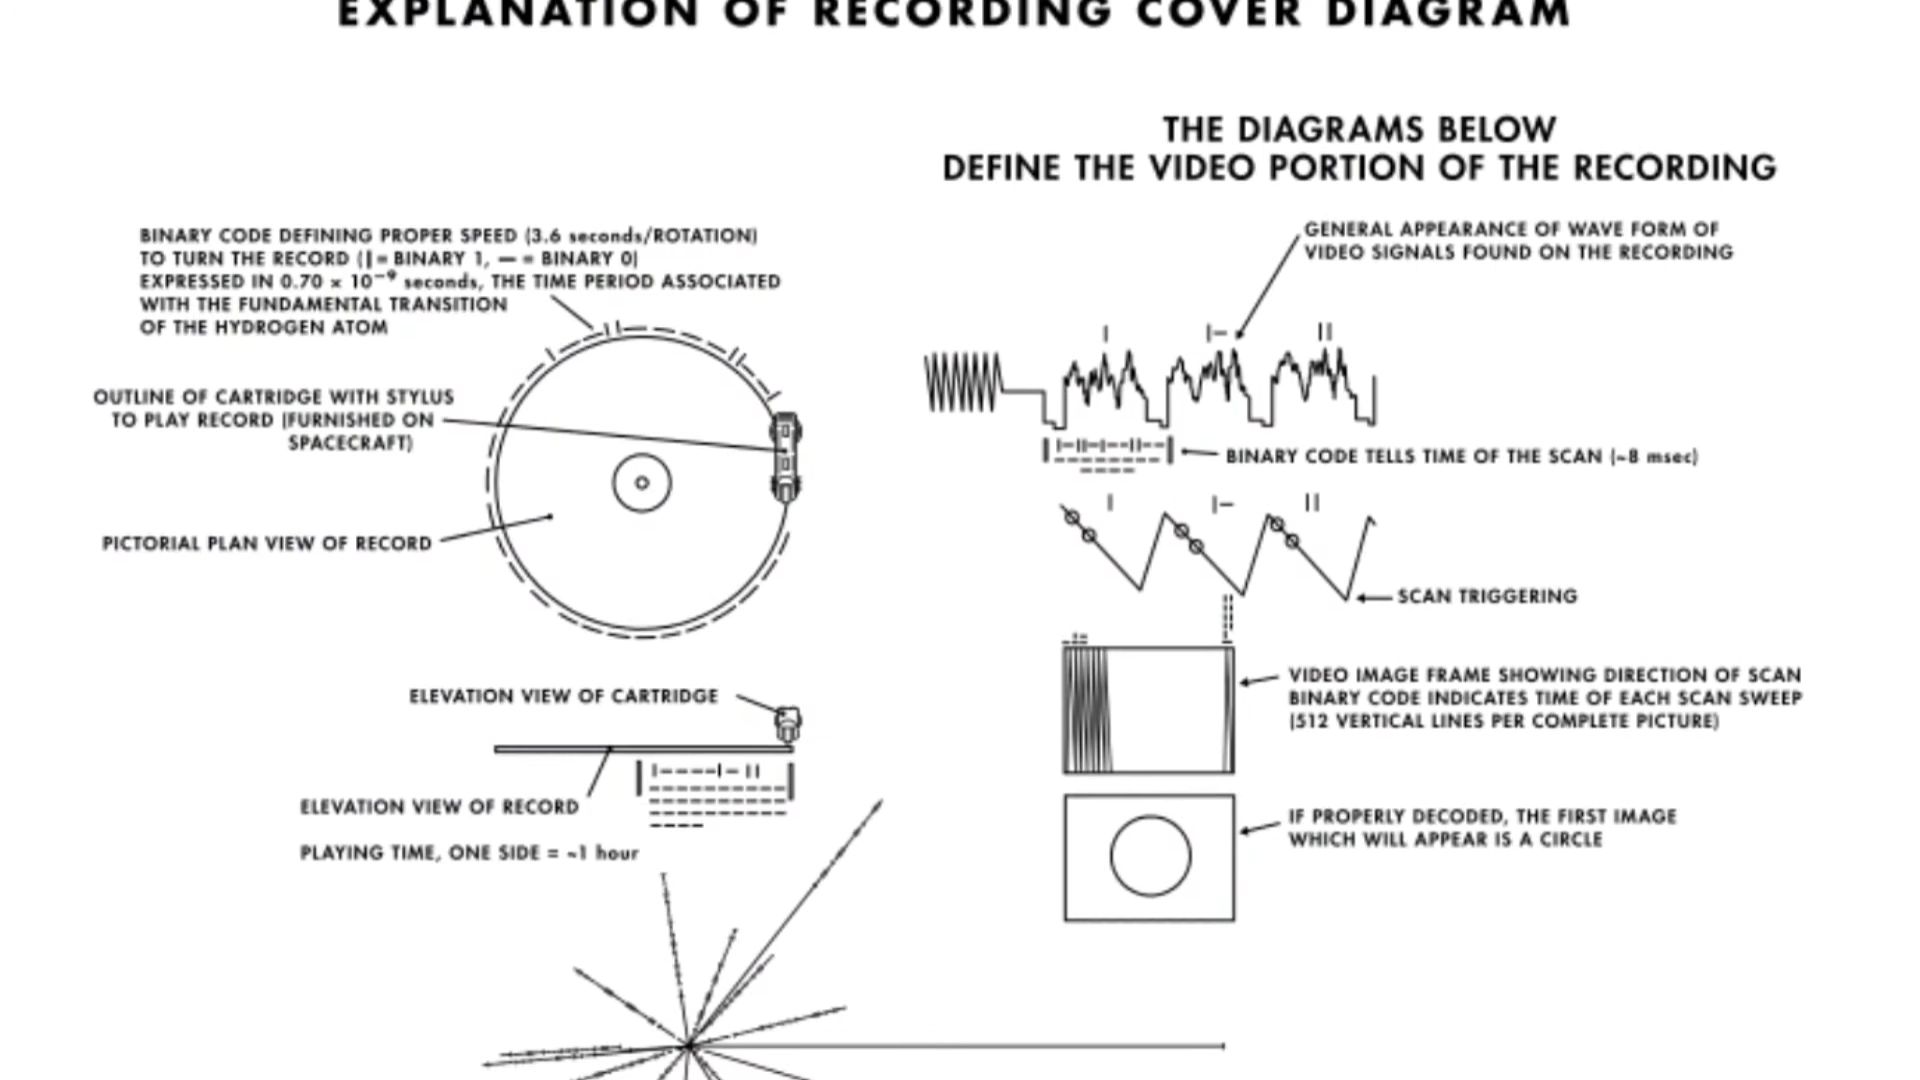 EXPLANATION OF RECORDING COVER DIAGRAM
THE DIAGRAMS BELOW
DEFINE THE VIDEO PORTION OF THE RECORDING
BINARY CODE DEFINING PROPER SPEED (3.6 seconds/ROTATION)
TO TURN THE RECORD (| = BINARY 1, — = BINARY 0)
EXPRESSED IN 0.70 × 10⁻⁹ seconds, THE TIME PERIOD ASSOCIATED
WITH THE FUNDAMENTAL TRANSITION
OF THE HYDROGEN ATOM
OUTLINE OF CARTRIDGE WITH STYLUS
TO PLAY RECORD (FURNISHED ON
SPACECRAFT)
PICTORIAL PLAN VIEW OF RECORD
ELEVATION VIEW OF CARTRIDGE
ELEVATION VIEW OF RECORD
PLAYING TIME, ONE SIDE = ~1 hour
GENERAL APPEARANCE OF WAVE FORM OF
VIDEO SIGNALS FOUND ON THE RECORDING
BINARY CODE TELLS TIME OF THE SCAN (~8 msec)
SCAN TRIGGERING
VIDEO IMAGE FRAME SHOWING DIRECTION OF SCAN
BINARY CODE INDICATES TIME OF EACH SCAN SWEEP
(512 VERTICAL LINES PER COMPLETE PICTURE)
IF PROPERLY DECODED, THE FIRST IMAGE
WHICH WILL APPEAR IS A CIRCLE